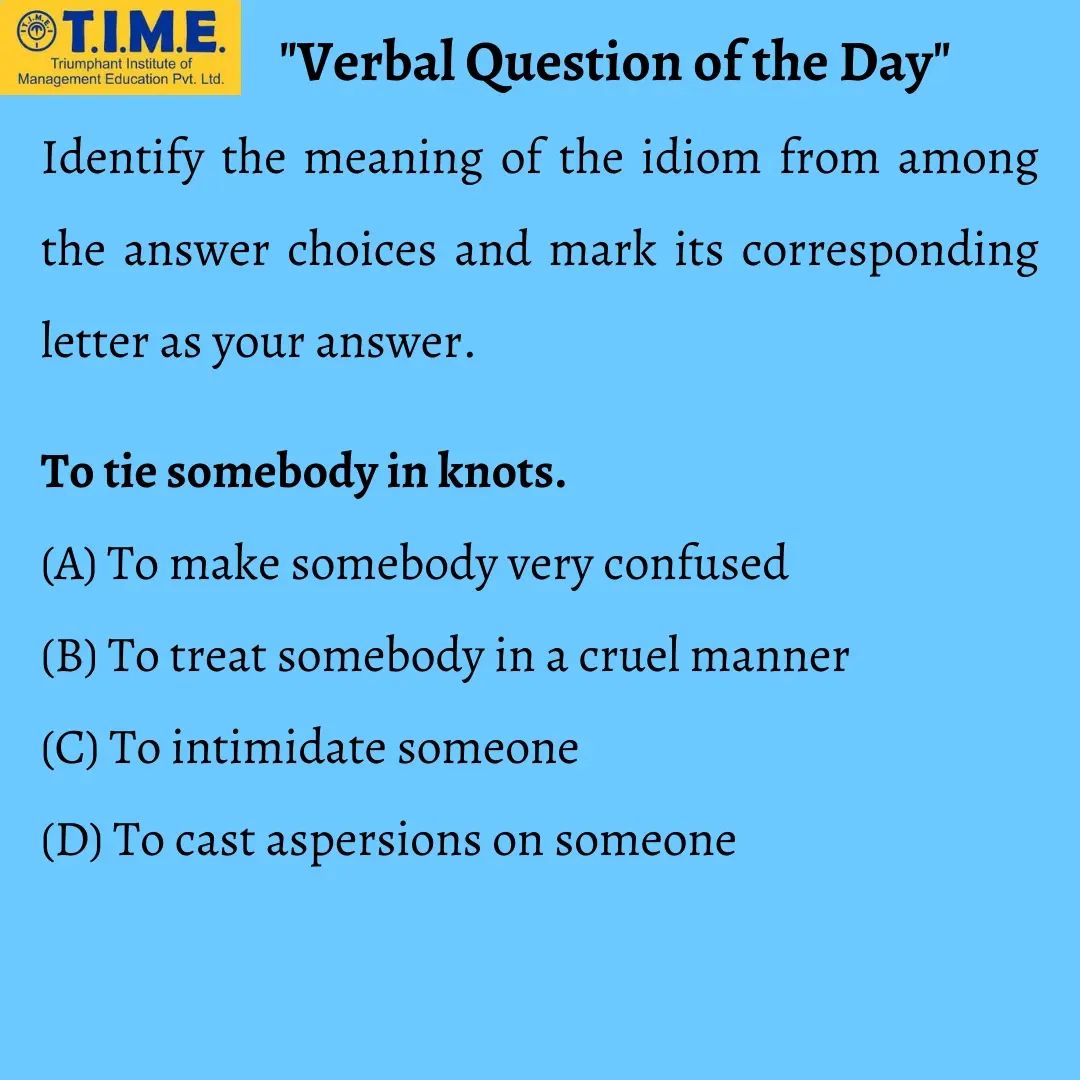 T.I.M.E.
T.I.M.E.
Triumphant Institute of
Management Education Pvt. Ltd.
"Verbal Question of the Day"
Identify the meaning of the idiom from among
the answer choices and mark its corresponding
letter as your answer.
To tie somebody in knots.
(A) To make somebody very confused
(B) To treat somebody in a cruel manner
(C) To intimidate someone
(D) To cast aspersions on someone